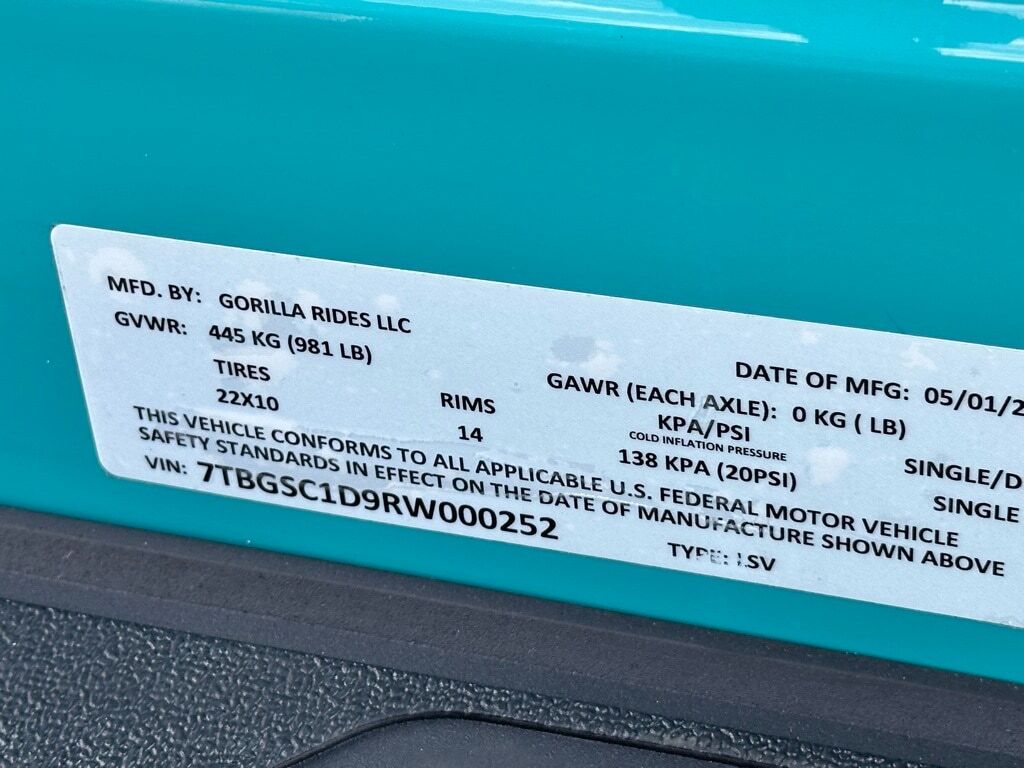 MFD. BY: GORILLA RIDES LLC DATE OF MFG: 05/01/2
GVWR: 445 KG (981 LB) GAWR (EACH AXLE): 0 KG ( LB)
TIRES RIMS KPA/PSI SINGLE/D
COLD INFLATION PRESSURE
22X10 14 138 KPA (20PSI) SINGLE
THIS VEHICLE CONFORMS TO ALL APPLICABLE U.S. FEDERAL MOTOR VEHICLE
SAFETY STANDARDS IN EFFECT ON THE DATE OF MANUFACTURE SHOWN ABOVE
VIN: 7TBGSC1D9RW000252 TYPE: LSV